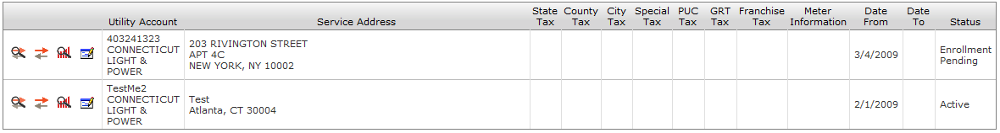 Utility Account Service Address State Tax County Tax City Tax Special Tax PUC Tax GRT Tax Franchise Tax Meter Information Date From Date To Status
403241323
CONNECTICUT
LIGHT &
POWER
203 RIVINGTON STREET
APT 4C
NEW YORK, NY 10002
3/4/2009
Enrollment
Pending
TestMe2
CONNECTICUT
LIGHT &
POWER
Test
Atlanta, CT 30004
2/1/2009
Active